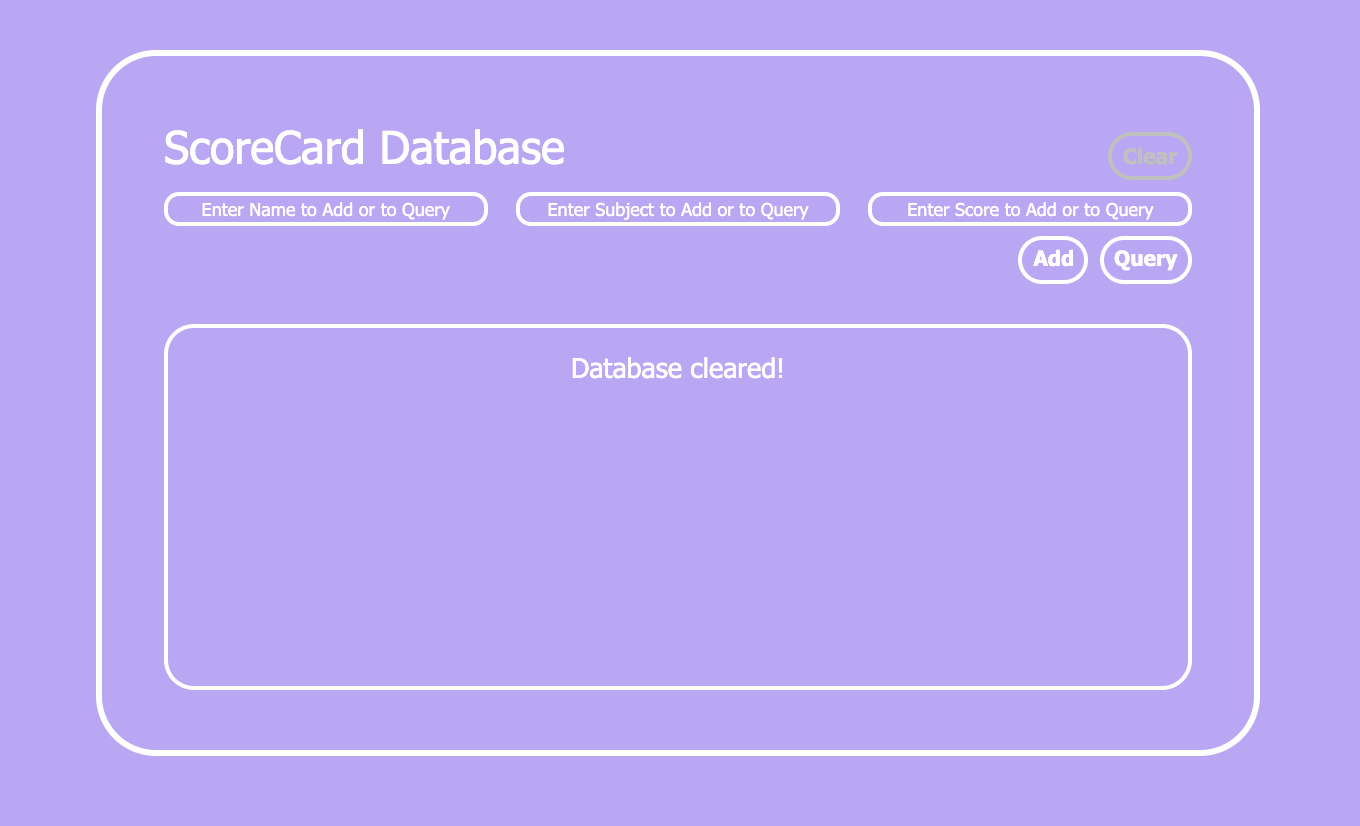 ScoreCard Database
Clear
Enter Name to Add or to Query
Enter Subject to Add or to Query
Enter Score to Add or to Query
Add
Query
Database cleared!